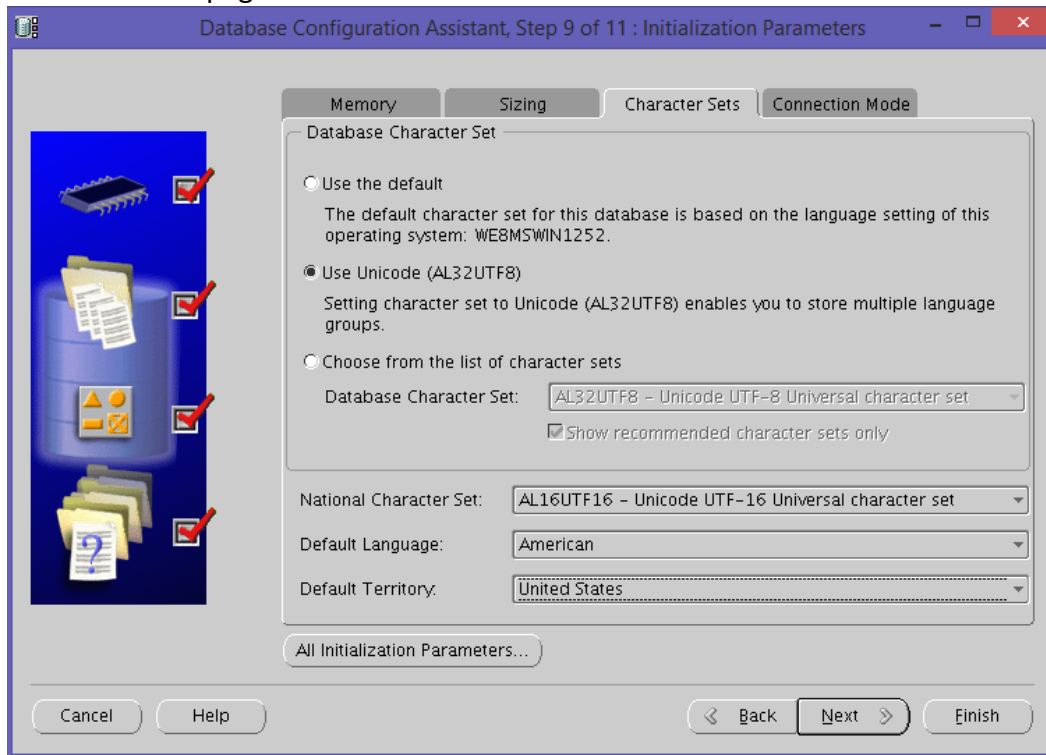 Database Configuration Assistant, Step 9 of 11 : Initialization Parameters
Memory Sizing Character Sets Connection Mode
Database Character Set
Use the default
The default character set for this database is based on the language setting of this
operating system: WE8MSWIN1252.
Use Unicode (AL32UTF8)
Setting character set to Unicode (AL32UTF8) enables you to store multiple language
groups.
Choose from the list of character sets
Database Character Set: AL32UTF8 – Unicode UTF-8 Universal character set
Show recommended character sets only
National Character Set: AL16UTF16 – Unicode UTF-16 Universal character set
Default Language: American
Default Territory: United States
?
All Initialization Parameters...
Cancel Help Back Next Finish